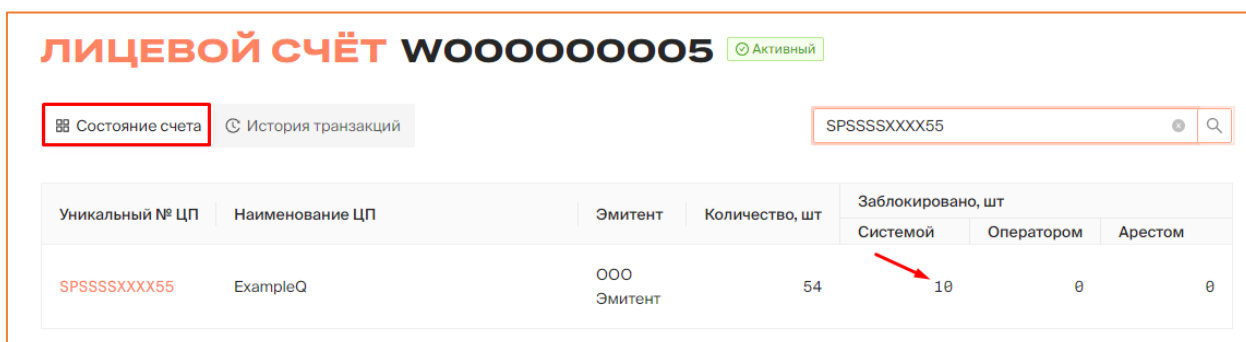 ЛИЦЕВОЙ СЧЁТ W000000005 Активный
Состояние счета История транзакций SPSSSSXXXX55
Уникальный № ЦП Наименование ЦП Эмитент Количество, шт Заблокировано, шт
Системой Оператором Арестом
SPSSSSXXXX55 ExampleQ ООО Эмитент 54 10 0 0